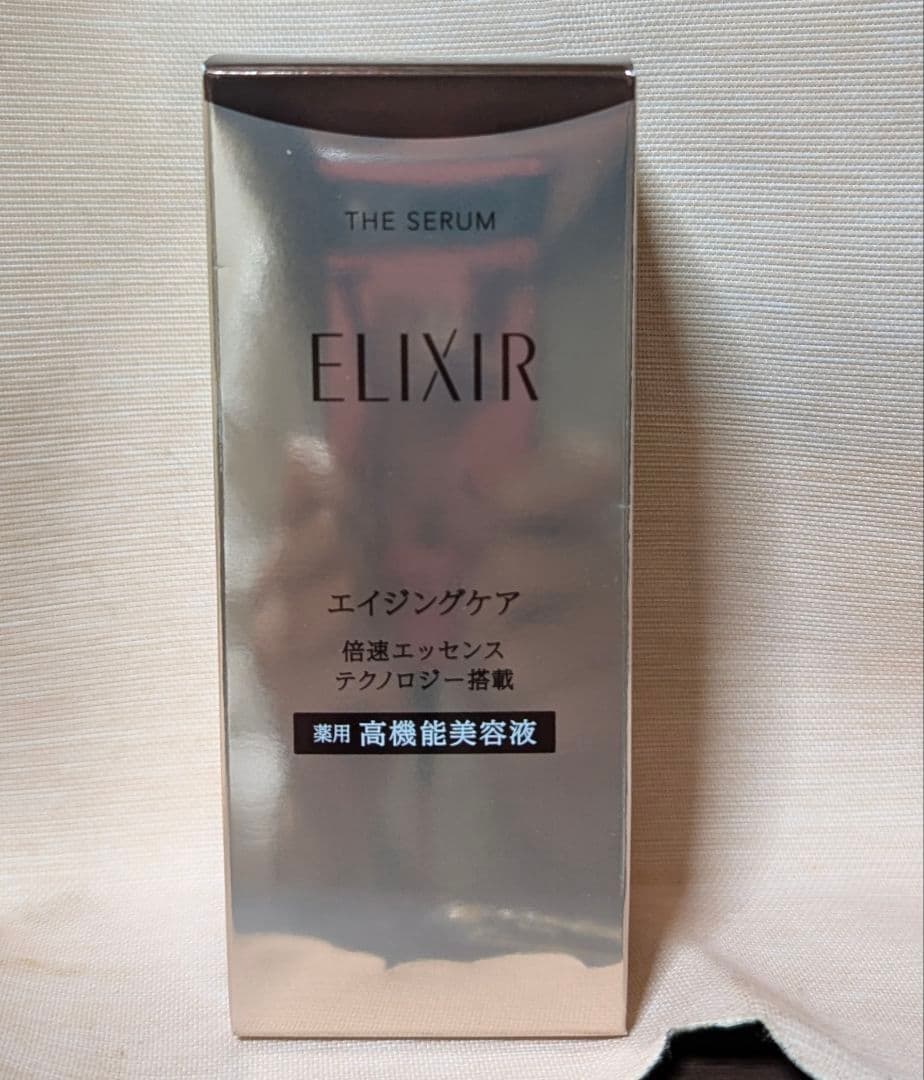 THE SERUM
ELIXIR
エイジングケア
倍速エッセンス
テクノロジー搭載
薬用 高機能美容液